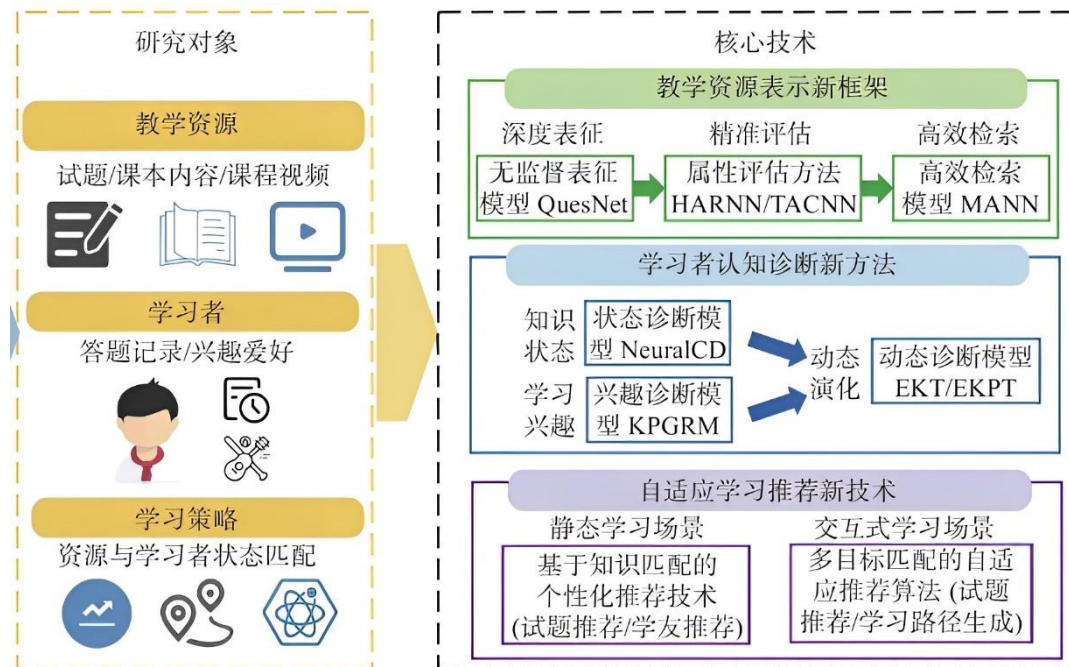 研究对象
教学资源
试题/课本内容/课程视频
学习者
答题记录/兴趣爱好
学习策略
资源与学习者状态匹配
核心技术
教学资源表示新框架
深度表征
精准评估
高效检索
无监督表征
模型 QuesNet
属性评估方法
HARNN/TACNN
高效检索
模型 MANN
学习者认知诊断新方法
知识
状态
状态诊断模
型 NeuralCD
学习
兴趣
兴趣诊断模
型 KPGRM
动态
演化
动态诊断模型
EKT/EKPT
自适应学习推荐新技术
静态学习场景
基于知识匹配的
个性化推荐技术
(试题推荐/学友推荐)
交互式学习场景
多目标匹配的自适
应推荐算法 (试题
推荐/学习路径生成)